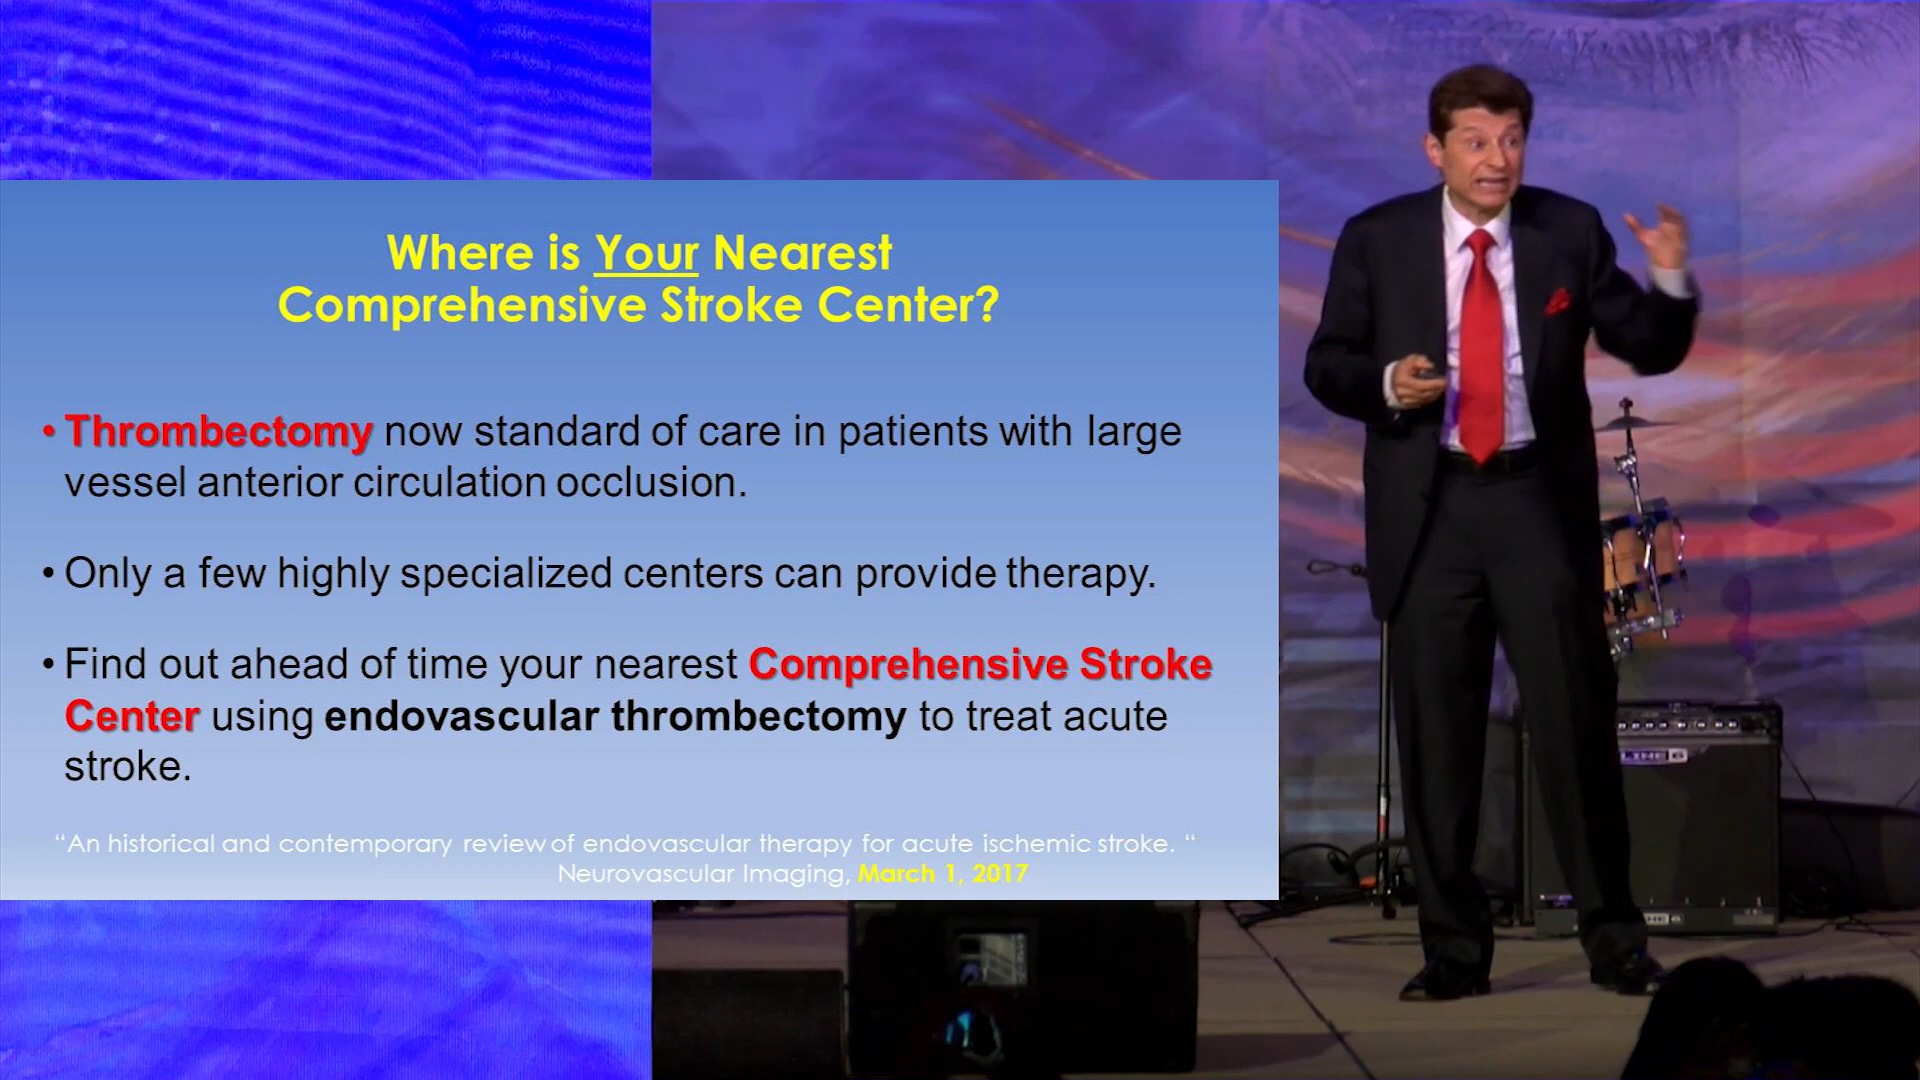 Where is Your Nearest
Comprehensive Stroke Center?
• Thrombectomy now standard of care in patients with large
vessel anterior circulation occlusion.
• Only a few highly specialized centers can provide therapy.
• Find out ahead of time your nearest Comprehensive Stroke
Center using endovascular thrombectomy to treat acute
stroke.
“An historical and contemporary review of endovascular therapy for acute ischemic stroke. “
Neurovascular Imaging, March 1, 2017
LINE 6